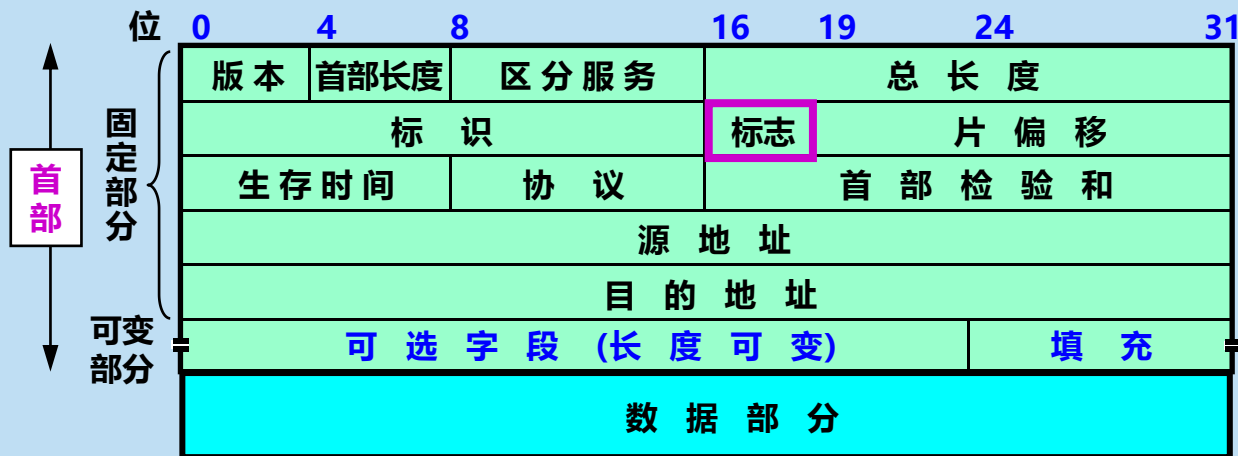 位 0 4 8 16 19 24 31
版本 首部长度 区分服务 总长度
标识 标志 片偏移
生存时间 协议 首部检验和
源地址
目的地址
可选字段 (长度可变) 填充
数据部分
首部
固定部分
可变部分